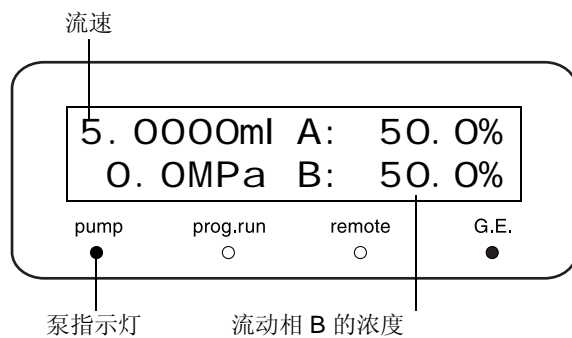 流速
5. 0000ml A: 50. 0%
0. 0MPa B: 50. 0%
pump prog.run remote G.E.
泵指示灯 流动相 B 的浓度